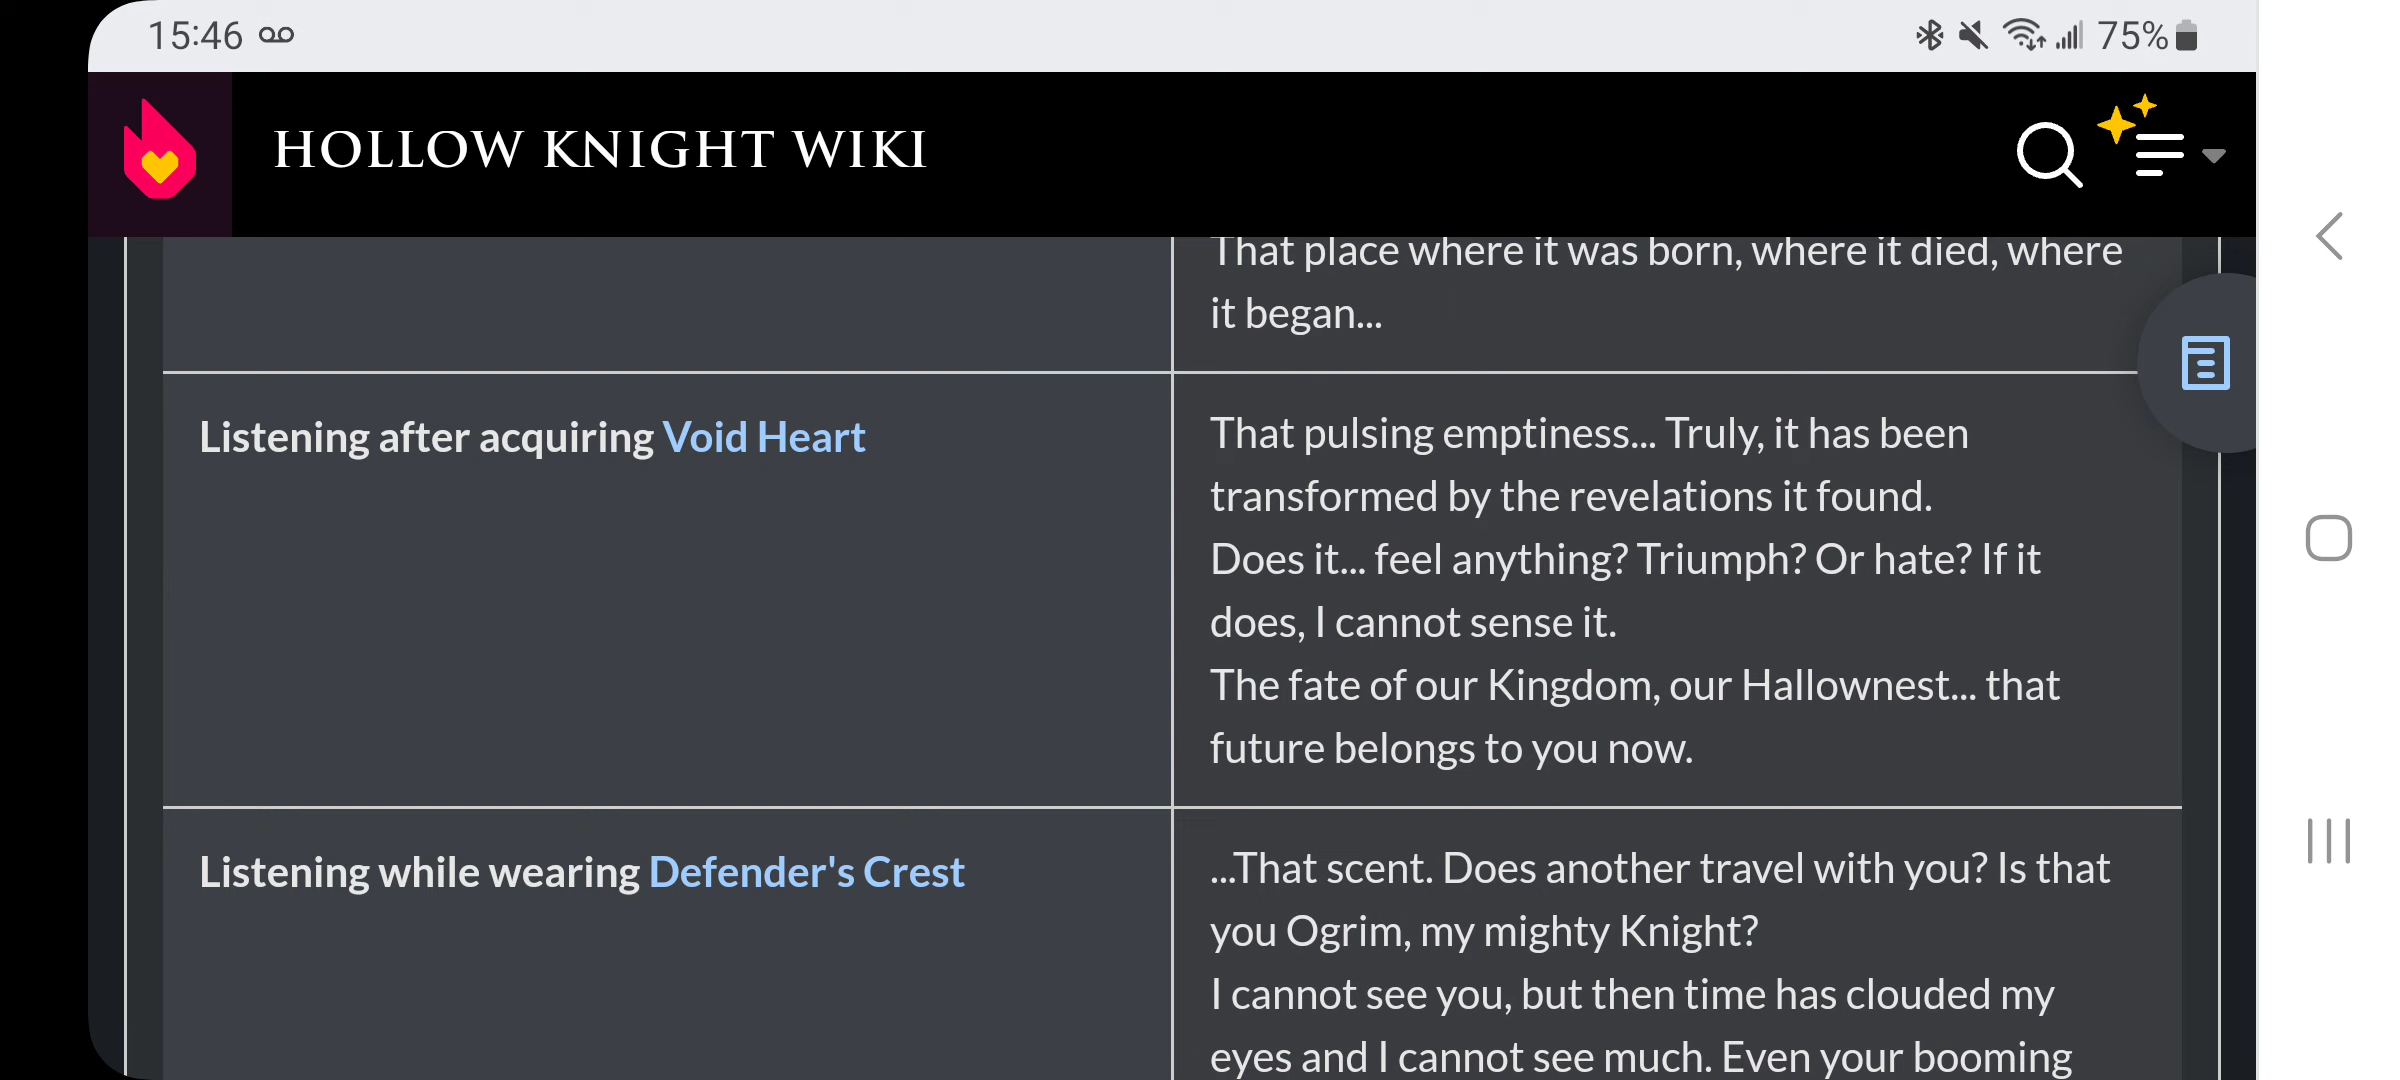 15:46
75%
HOLLOW KNIGHT WIKI
That place where it was born, where it died, where
it began...
Listening after acquiring Void Heart
That pulsing emptiness... Truly, it has been
transformed by the revelations it found.
Does it... feel anything? Triumph? Or hate? If it
does, I cannot sense it.
The fate of our Kingdom, our Hallownest... that
future belongs to you now.
Listening while wearing Defender's Crest
...That scent. Does another travel with you? Is that
you Ogrim, my mighty Knight?
I cannot see you, but then time has clouded my
eyes and I cannot see much. Even your booming